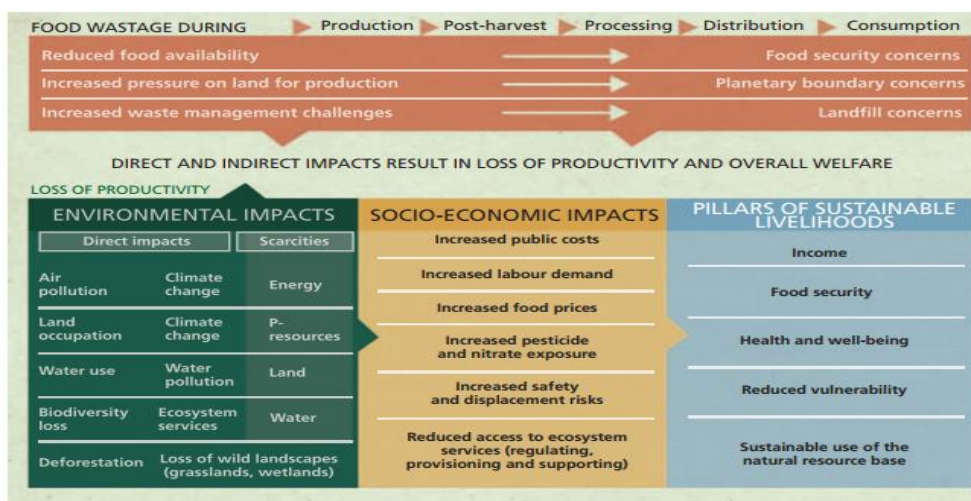 FOOD WASTAGE DURING Production Post-harvest Processing Distribution Consumption
Reduced food availability Food security concerns
Increased pressure on land for production Planetary boundary concerns
Increased waste management challenges Landfill concerns
DIRECT AND INDIRECT IMPACTS RESULT IN LOSS OF PRODUCTIVITY AND OVERALL WELFARE
LOSS OF PRODUCTIVITY
ENVIRONMENTAL IMPACTS
Direct impacts Scarcities
Air Climate
pollution change Energy
Land Climate P-
occupation change resources
Water use Water Land
pollution
Biodiversity Ecosystem Water
loss services
Deforestation Loss of wild landscapes
(grasslands, wetlands)
SOCIO-ECONOMIC IMPACTS
Increased public costs
Increased labour demand
Increased food prices
Increased pesticide
and nitrate exposure
Increased safety
and displacement risks
Reduced access to ecosystem
services (regulating,
provisioning and supporting)
PILLARS OF SUSTAINABLE
LIVELIHOODS
Income
Food security
Health and well-being
Reduced vulnerability
Sustainable use of the
natural resource base